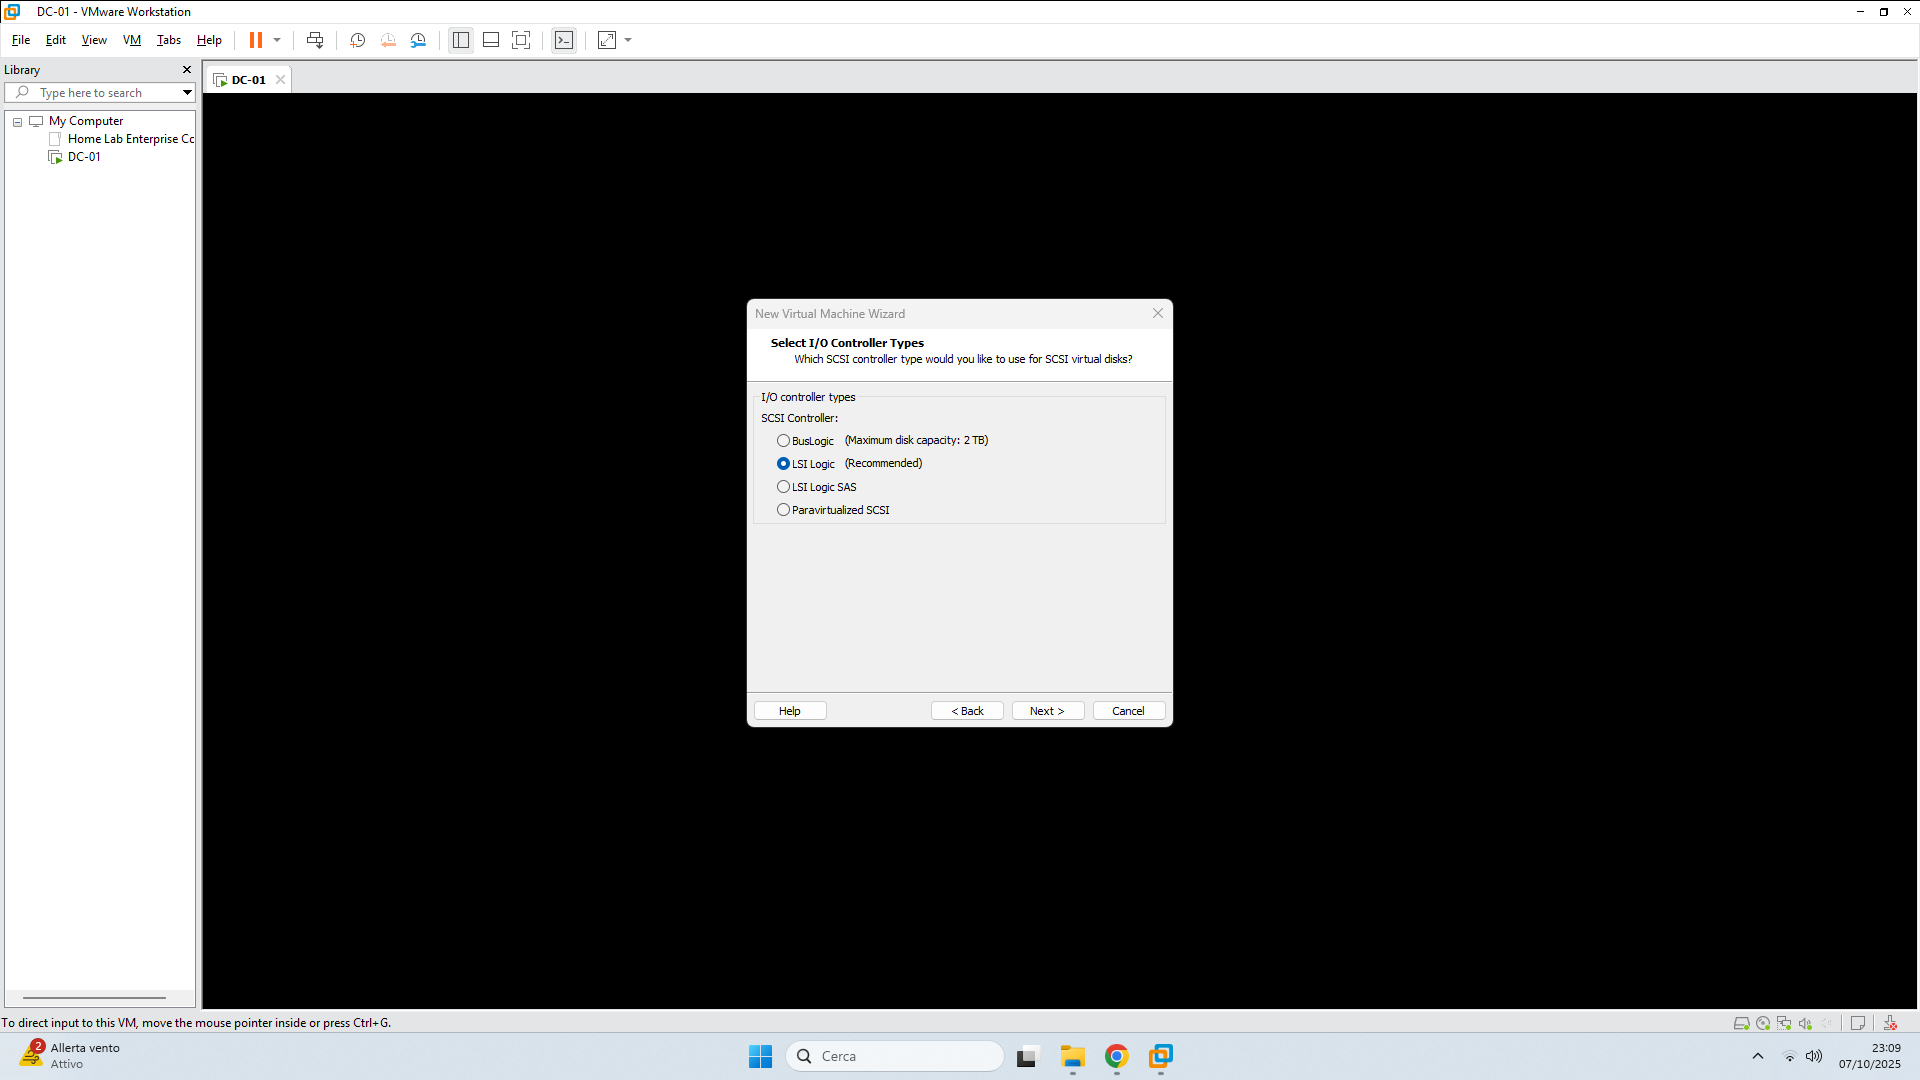 DC-01 - VMware Workstation
File Edit View VM Tabs Help
Library
Type here to search
DC-01
My Computer
Home Lab Enterprise Cc
DC-01
New Virtual Machine Wizard
Select I/O Controller Types
Which SCSI controller type would you like to use for SCSI virtual disks?
I/O controller types
SCSI Controller:
BusLogic (Maximum disk capacity: 2 TB)
LSI Logic (Recommended)
LSI Logic SAS
Paravirtualized SCSI
Help < Back Next > Cancel
To direct input to this VM, move the mouse pointer inside or press Ctrl+G.
2
Allerta vento
Attivo
Cerca
23:09
07/10/2025